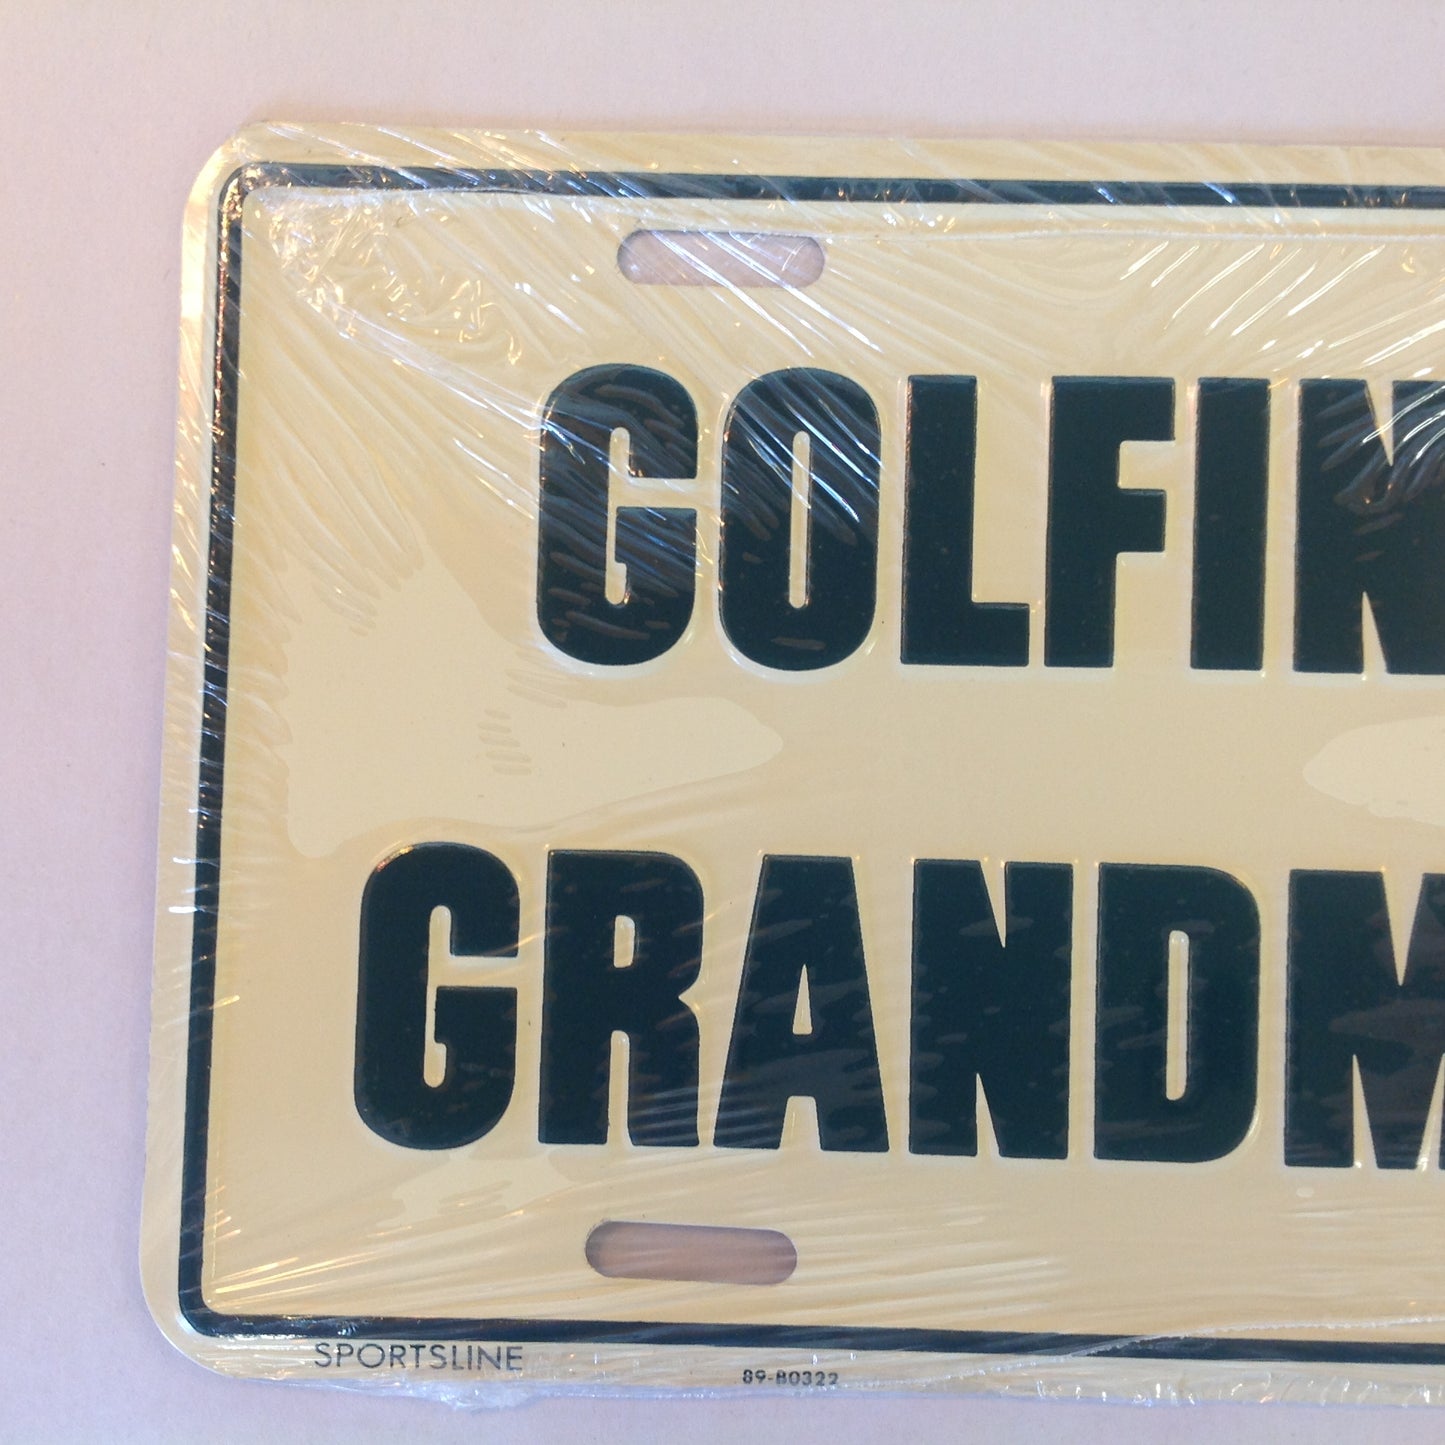 GOLFIN
GRANDM
SPORTSLINE
89-B0322